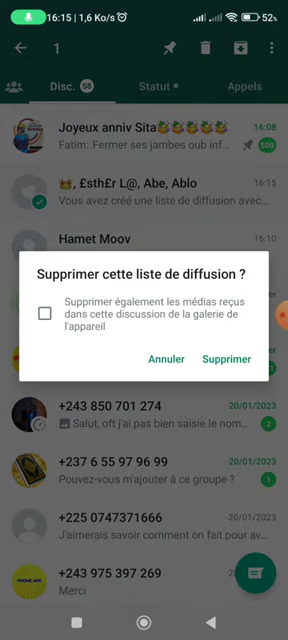 16:15 | 1,6 Ko/s
52%
1
Disc. 58
Statut
Appels
Joyeux anniv Sita
16:08
Fatim: Fermer ses jambes oub inf...
500
, £sth£r L@, Abe, Ablo
16:15
Vous avez créé une liste de diffusion avec...
Hamet Moov
16:10
Supprimer cette liste de diffusion ?
Supprimer également les médias reçus
dans cette discussion de la galerie de
l'appareil
Annuler
Supprimer
+243 850 701 274
20/01/2023
Salut, oft j'ai pas bien saisie le nom...
2
+237 6 55 97 96 99
20/01/2023
Pouvez-vous m'ajouter à ce groupe ?
1
+225 0747371666
20/01/2023
J'aimerais savoir comment on fait pour av...
PHONE APK
+243 975 397 269
Merci